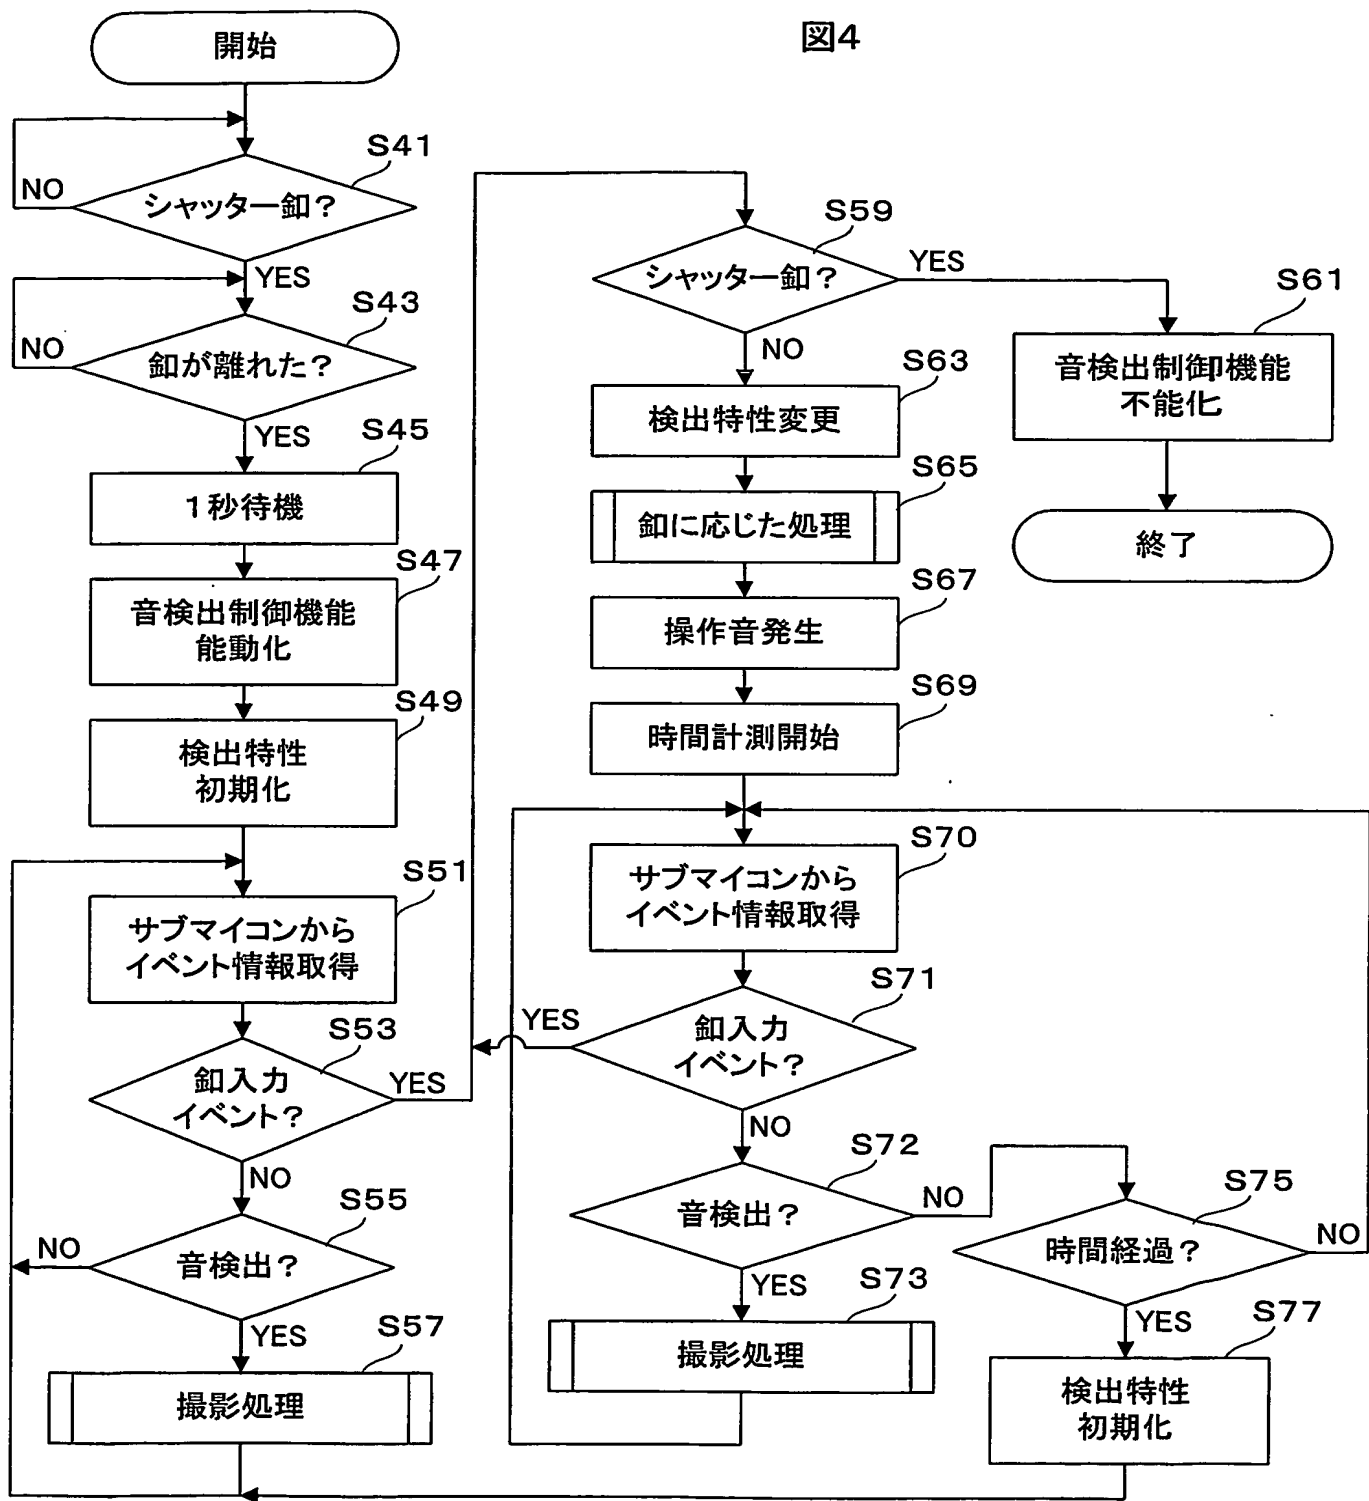 図4
開始
S41
シャッター釦？
NO
YES
S43
釦が離れた？
NO
YES
S45
１秒待機
S47
音検出制御機能
能動化
S49
検出特性
初期化
S51
サブマイコンから
イベント情報取得
S53
釦入力
イベント？
YES
NO
S55
音検出？
NO
YES
S57
撮影処理
S59
シャッター釦？
YES
NO
S61
音検出制御機能
不能化
終了
S63
検出特性変更
S65
釦に応じた処理
S67
操作音発生
S69
時間計測開始
S70
サブマイコンから
イベント情報取得
S71
釦入力
イベント？
YES
NO
S72
音検出？
NO
YES
S73
撮影処理
S75
時間経過？
NO
YES
S77
検出特性
初期化